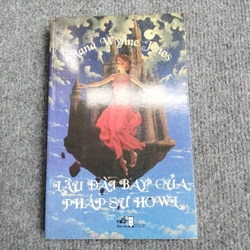 Diana Wynne Jones
LÂU ĐÀI BAY CỦA
PHÁP SƯ HOWL